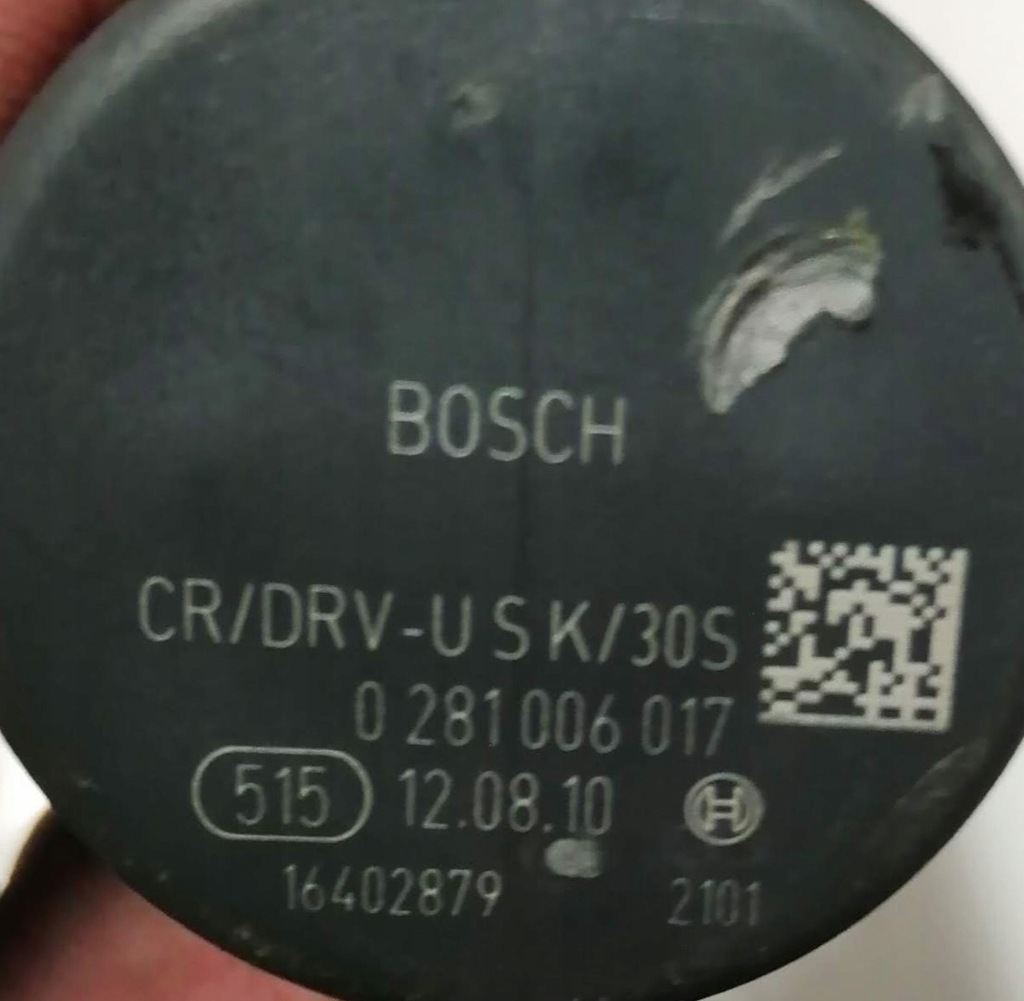 BOSCH
CR/DRV-U S K/30S
0 281 006 017
515 12.08.10 H
16402879 2101